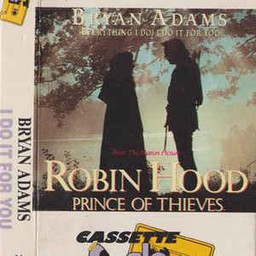 BRYAN ADAMS
(EVERYTHING I DO) I DO IT FOR YOU
From The Motion Picture
ROBIN HOOD
PRINCE OF THIEVES
CASSETTE
BRYAN ADAMS
I DO IT FOR YOU